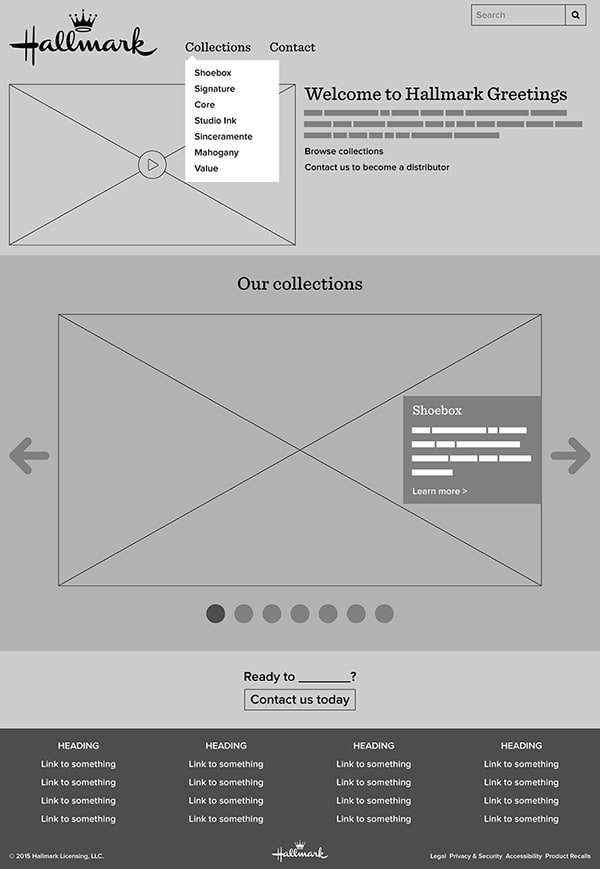 Search
Hallmark
Collections
Contact
Shoebox
Signature
Core
Studio Ink
Sinceramente
Mahogany
Value
Welcome to Hallmark Greetings
Browse collections
Contact us to become a distributor
Our collections
Shoebox
Learn more >
Ready to _______?
Contact us today
HEADING
Link to something
Link to something
Link to something
Link to something
HEADING
Link to something
Link to something
Link to something
Link to something
HEADING
Link to something
Link to something
Link to something
Link to something
HEADING
Link to something
Link to something
Link to something
Link to something
© 2015 Hallmark Licensing, LLC.
Hallmark
Legal Privacy & Security Accessibility Product Recalls